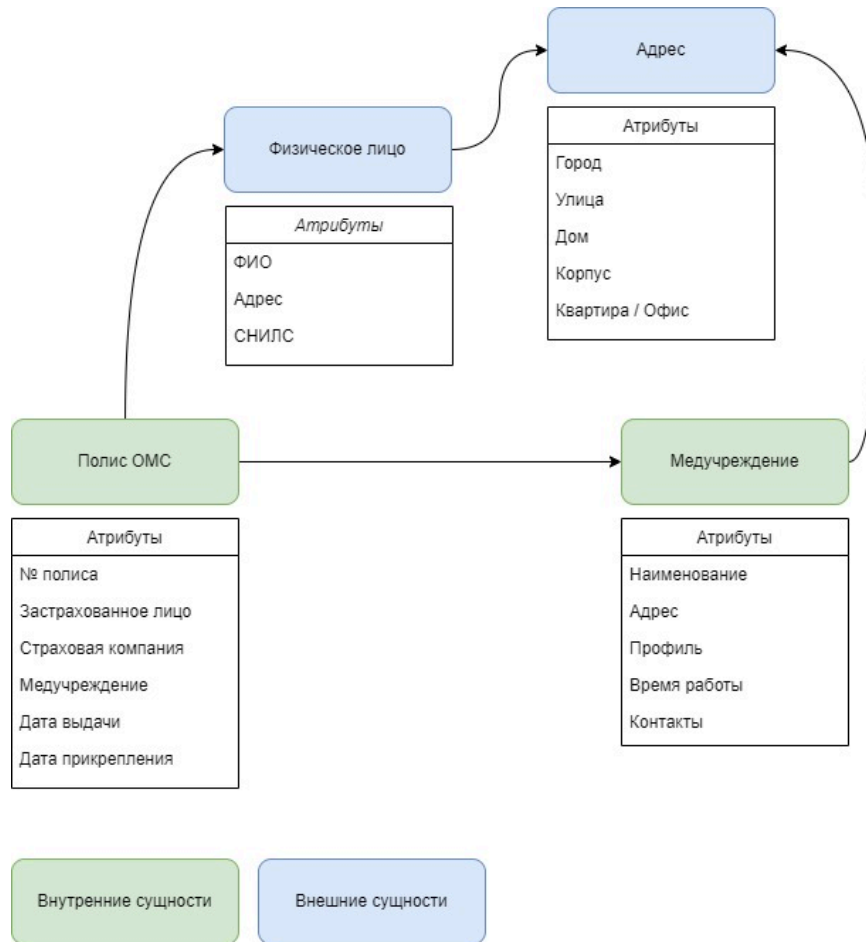 Адрес
Атрибуты
Город
Улица
Дом
Корпус
Квартира / Офис
Физическое лицо
Атрибуты
ФИО
Адрес
СНИЛС
Полис ОМС
Атрибуты
№ полиса
Застрахованное лицо
Страховая компания
Медучреждение
Дата выдачи
Дата прикрепления
Медучреждение
Атрибуты
Наименование
Адрес
Профиль
Время работы
Контакты
Внутренние сущности
Внешние сущности